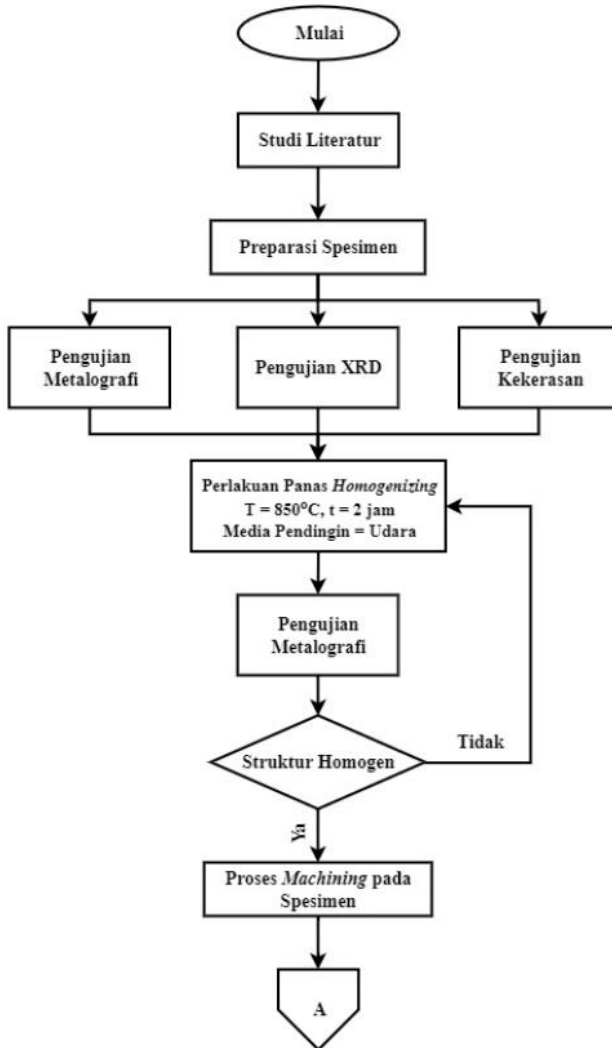 Mulai
Studi Literatur
Preparasi Spesimen
Pengujian
Metalografi
Pengujian XRD
Pengujian
Kekerasan
Perlakuan Panas Homogenizing
T = 850°C, t = 2 jam
Media Pendingin = Udara
Pengujian
Metalografi
Struktur Homogen
Tidak
Ya
Proses Machining pada
Spesimen
A